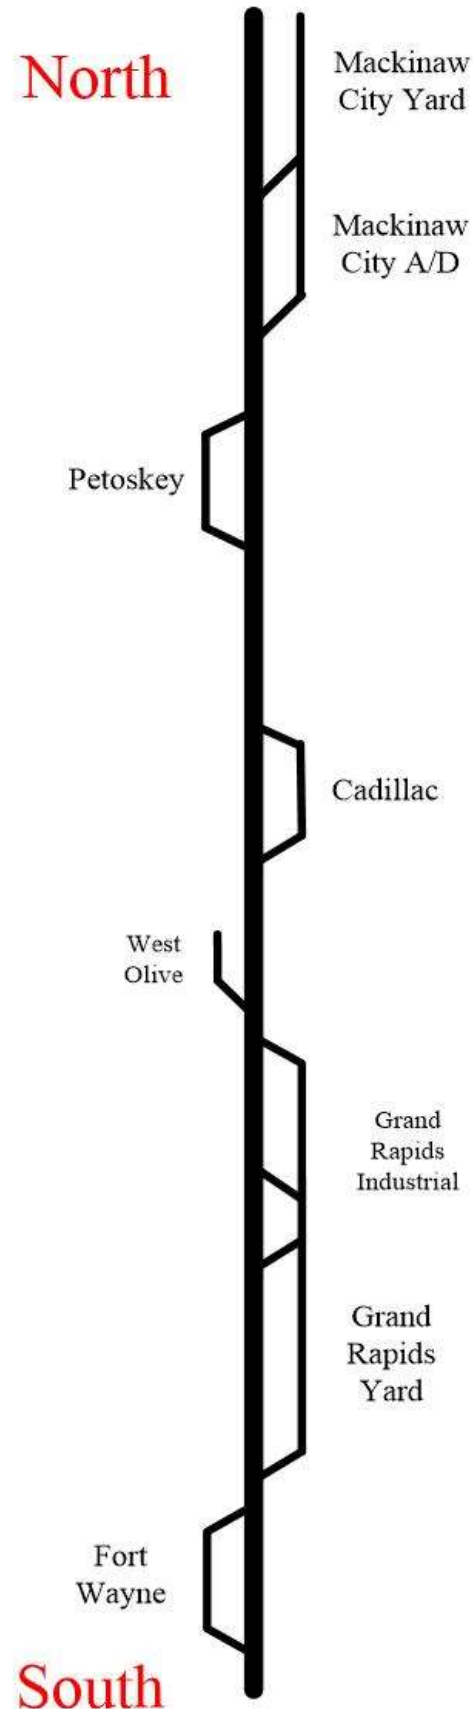 North
Mackinaw
City Yard
Mackinaw
City A/D
Petoskey
Cadillac
West
Olive
Grand
Rapids
Industrial
Grand
Rapids
Yard
Fort
Wayne
South